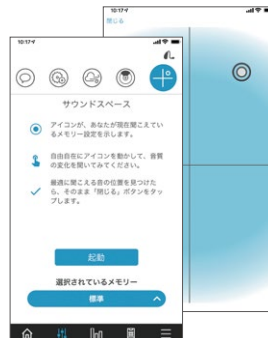 10:17
閉じる
10:17
サウンドスペース
アイコンが、あなたが現在聞こえてい
るメモリー設定を示します。
自由自在にアイコンを動かして、音質
の変化を聞いてみてください。
最適に聞こえる音の位置を見つけた
ら、そのまま「閉じる」ボタンをタッ
プします。
起動
選択されているメモリー
標準